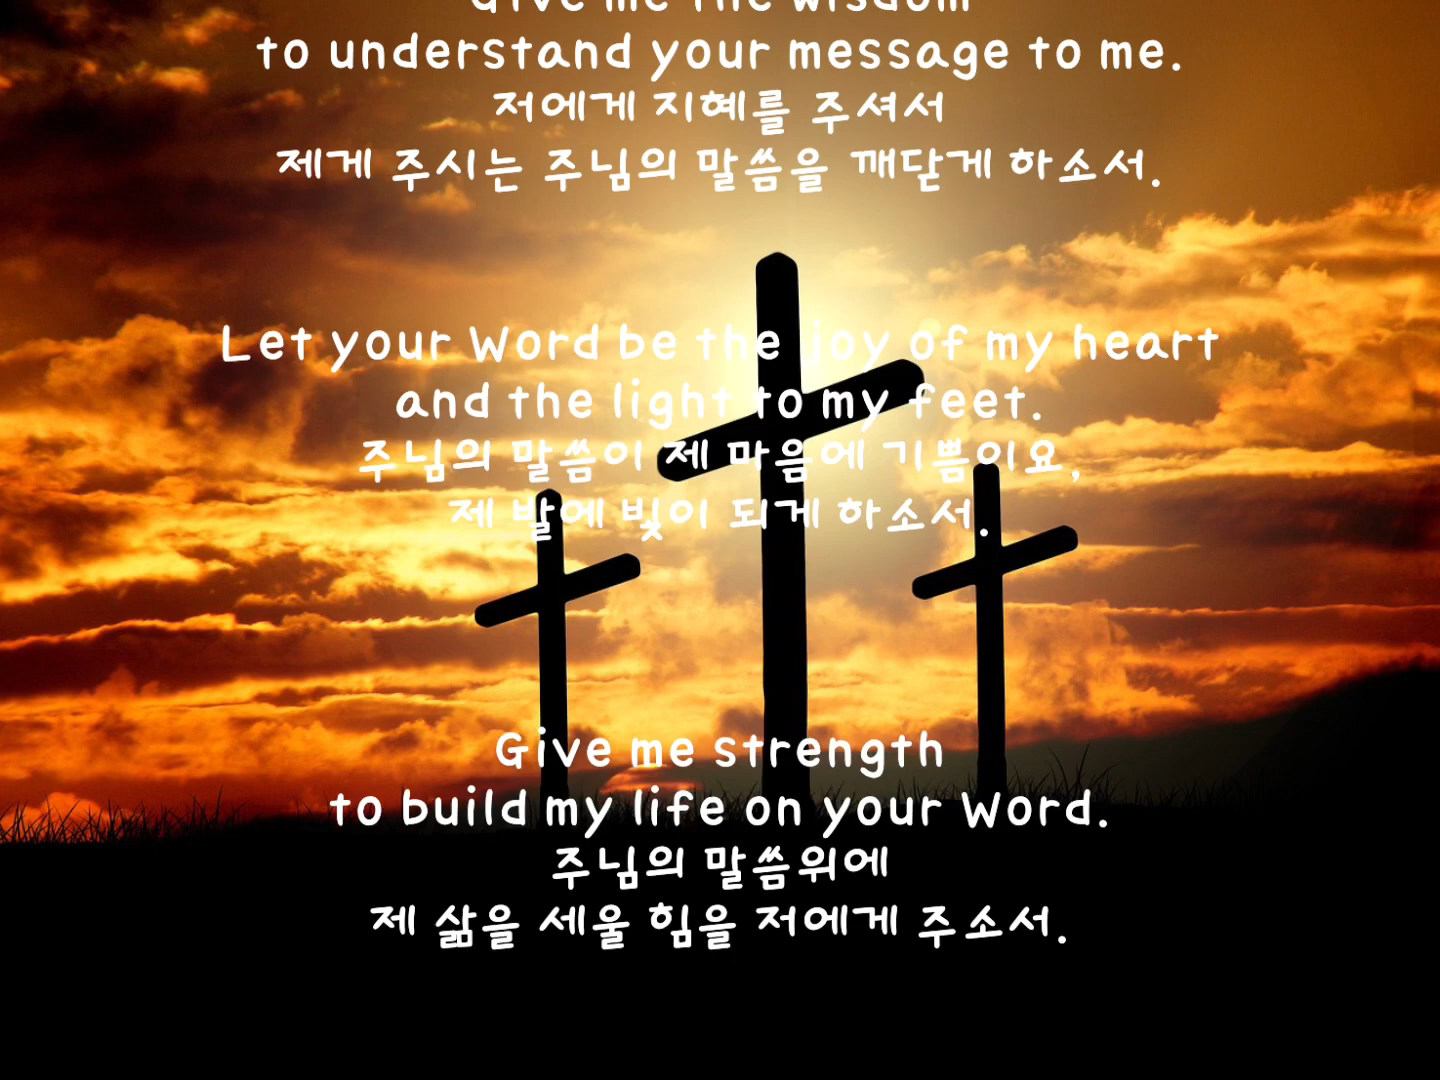 Give me the wisdom
to understand your message to me.
저에게 지혜를 주셔서
제게 주시는 주님의 말씀을 깨닫게 하소서.
Let your Word be the joy of my heart
and the light to my feet.
주님의 말씀이 제 마음에 기쁨이요,
제 발에 빛이 되게 하소서.
Give me strength
to build my life on your Word.
주님의 말씀위에
제 삶을 세울 힘을 저에게 주소서.